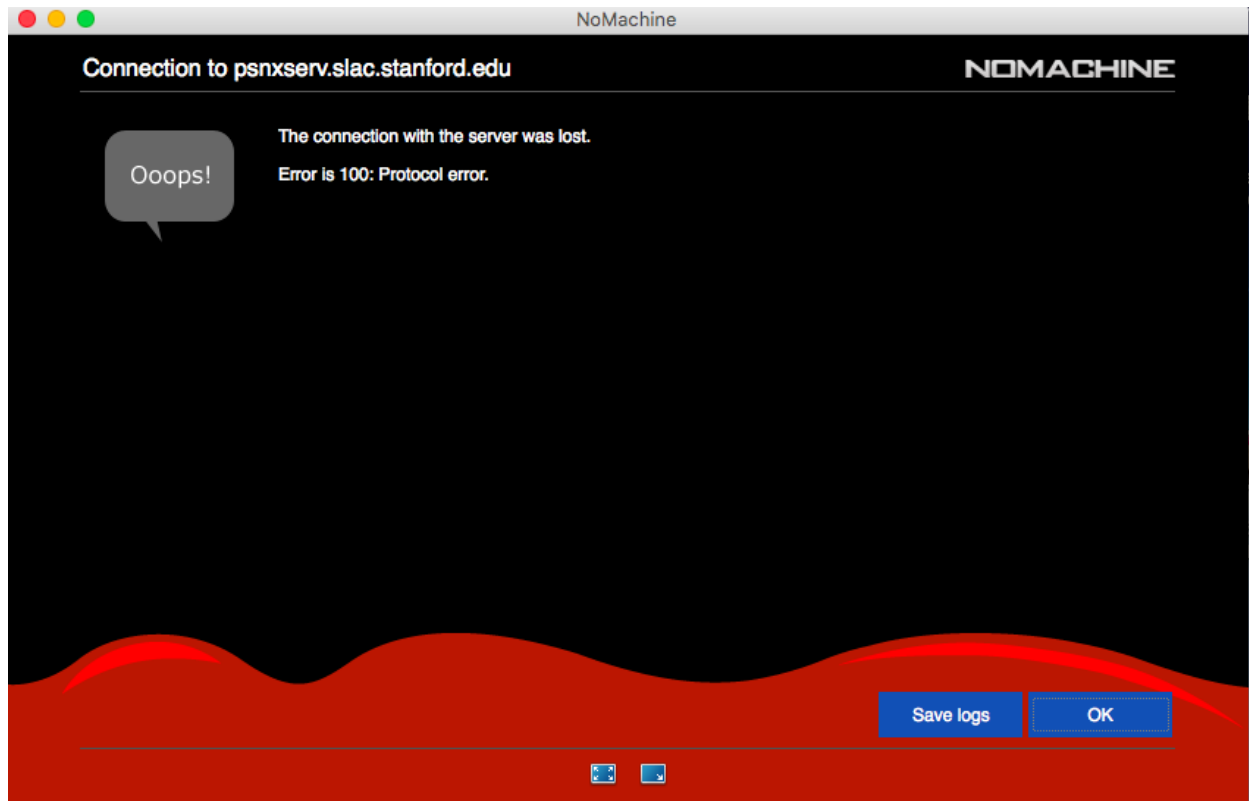 NoMachine
Connection to psnxserv.slac.stanford.edu
NOMACHINE
The connection with the server was lost.
Ooops!
Error is 100: Protocol error.
Save logs
OK